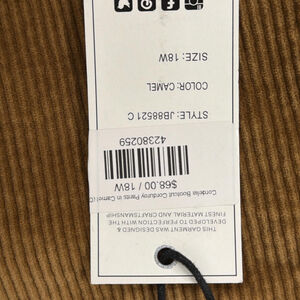 THIS GARMENT WAS DESIGNED &
DEVELOPED TO PERFECTION WITH THE
FINEST MATERIAL AND CRAFTSMANSHIP
Cordelia Bootcut Corduroy Pants in Camel (C
$68.00 / 18W
42380259
STYLE: JB88521 C
COLOR: CAMEL
SIZE: 18W